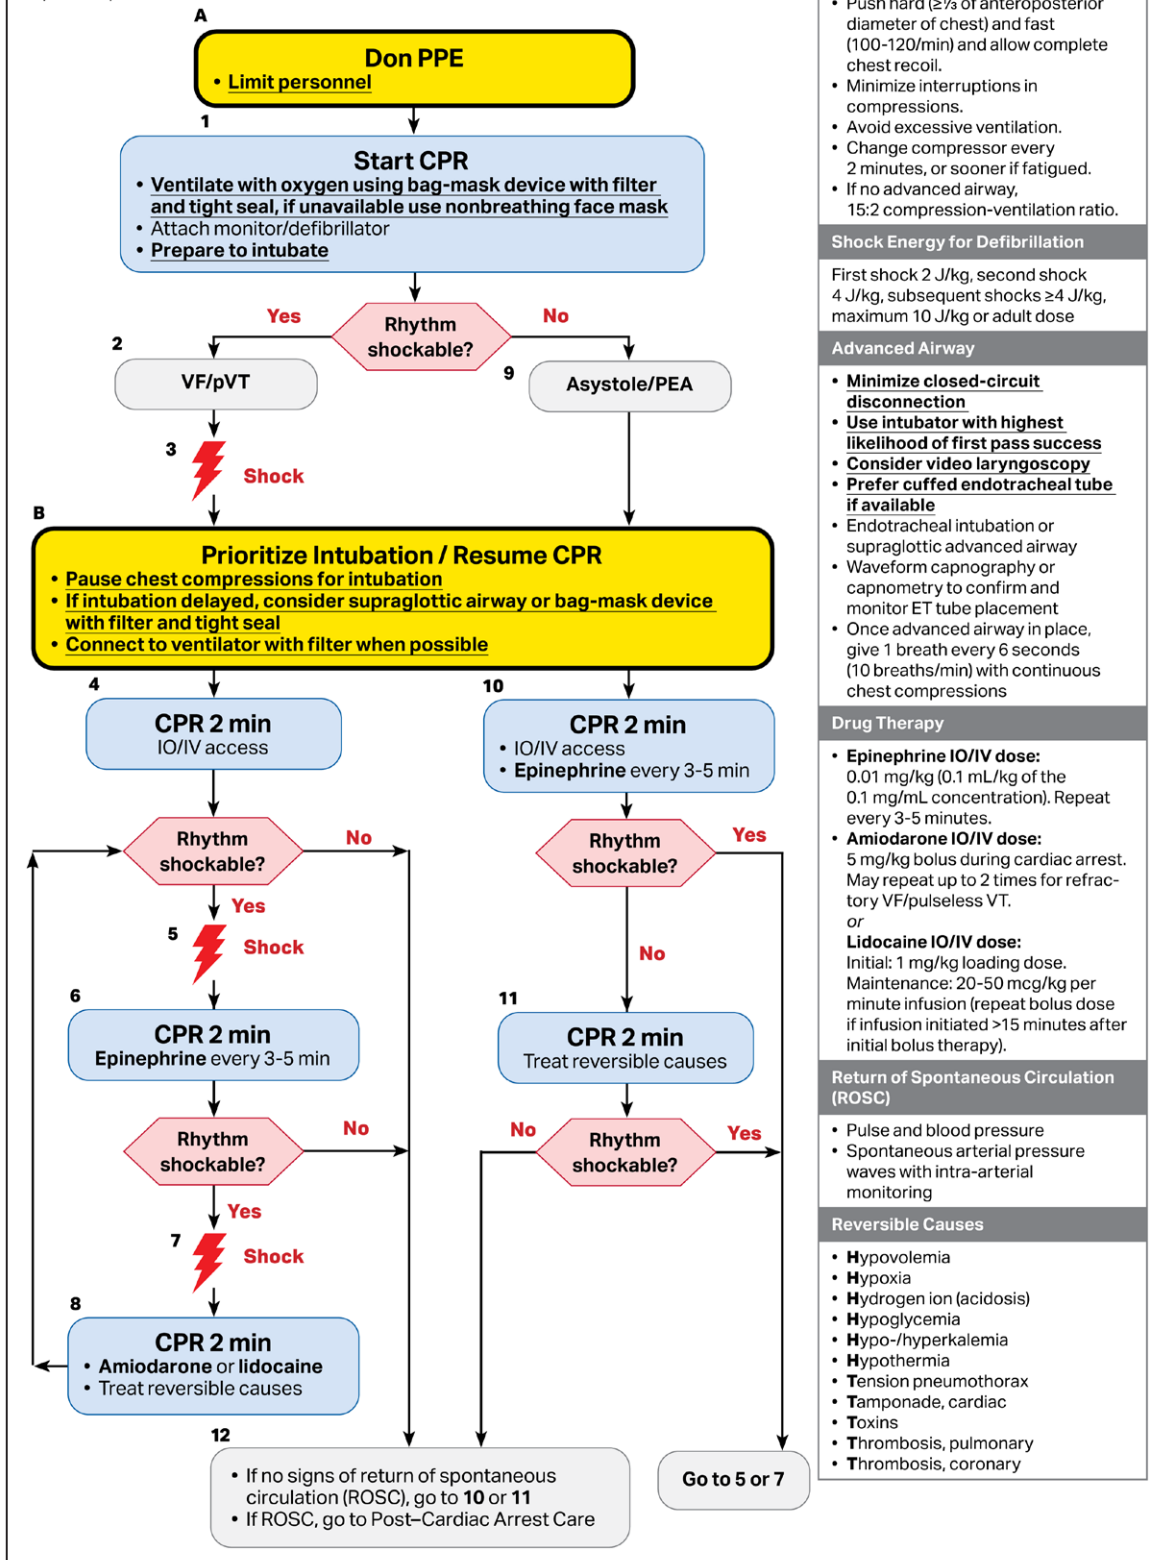 A
Don PPE
• Limit personnel
1
Start CPR
• Ventilate with oxygen using bag-mask device with filter
and tight seal, if unavailable use nonbreathing face mask
• Attach monitor/defibrillator
• Prepare to intubate
Yes
Rhythm
shockable?
No
2
VF/pVT
9
Asystole/PEA
3
Shock
B
Prioritize Intubation / Resume CPR
• Pause chest compressions for intubation
• If intubation delayed, consider supraglottic airway or bag-mask device
with filter and tight seal
• Connect to ventilator with filter when possible
4
CPR 2 min
IO/IV access
10
CPR 2 min
• IO/IV access
• Epinephrine every 3-5 min
Rhythm
shockable?
No
Yes
5
Shock
6
CPR 2 min
Epinephrine every 3-5 min
Rhythm
shockable?
No
Yes
7
Shock
8
CPR 2 min
• Amiodarone or lidocaine
• Treat reversible causes
Rhythm
shockable?
Yes
No
11
CPR 2 min
Treat reversible causes
No
Rhythm
shockable?
Yes
12
• If no signs of return of spontaneous
circulation (ROSC), go to 10 or 11
• If ROSC, go to Post–Cardiac Arrest Care
Go to 5 or 7
• Push hard (≥⅓ of anteroposterior
diameter of chest) and fast
(100-120/min) and allow complete
chest recoil.
• Minimize interruptions in
compressions.
• Avoid excessive ventilation.
• Change compressor every
2 minutes, or sooner if fatigued.
• If no advanced airway,
15:2 compression-ventilation ratio.
Shock Energy for Defibrillation
First shock 2 J/kg, second shock
4 J/kg, subsequent shocks ≥4 J/kg,
maximum 10 J/kg or adult dose
Advanced Airway
• Minimize closed-circuit
disconnection
• Use intubator with highest
likelihood of first pass success
• Consider video laryngoscopy
• Prefer cuffed endotracheal tube
if available
• Endotracheal intubation or
supraglottic advanced airway
• Waveform capnography or
capnometry to confirm and
monitor ET tube placement
• Once advanced airway in place,
give 1 breath every 6 seconds
(10 breaths/min) with continuous
chest compressions
Drug Therapy
• Epinephrine IO/IV dose:
0.01 mg/kg (0.1 mL/kg of the
0.1 mg/mL concentration). Repeat
every 3-5 minutes.
• Amiodarone IO/IV dose:
5 mg/kg bolus during cardiac arrest.
May repeat up to 2 times for refrac-
tory VF/pulseless VT.
or
Lidocaine IO/IV dose:
Initial: 1 mg/kg loading dose.
Maintenance: 20-50 mcg/kg per
minute infusion (repeat bolus dose
if infusion initiated >15 minutes after
initial bolus therapy).
Return of Spontaneous Circulation
(ROSC)
• Pulse and blood pressure
• Spontaneous arterial pressure
waves with intra-arterial
monitoring
Reversible Causes
• Hypovolemia
• Hypoxia
• Hydrogen ion (acidosis)
• Hypoglycemia
• Hypo-/hyperkalemia
• Hypothermia
• Tension pneumothorax
• Tamponade, cardiac
• Toxins
• Thrombosis, pulmonary
• Thrombosis, coronary